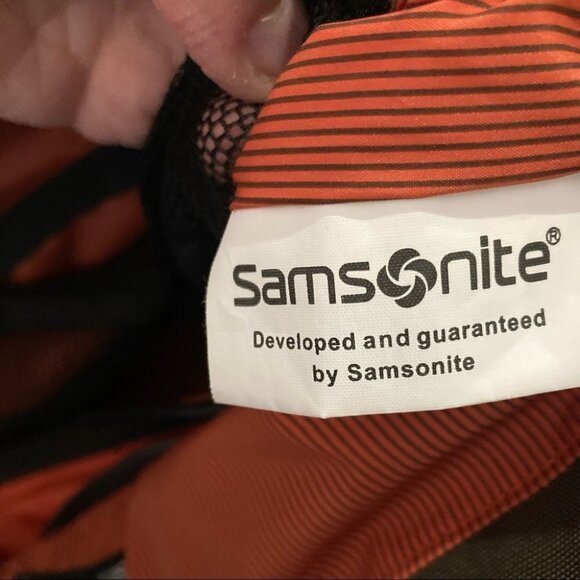 Samsonite®
Developed and guaranteed
by Samsonite